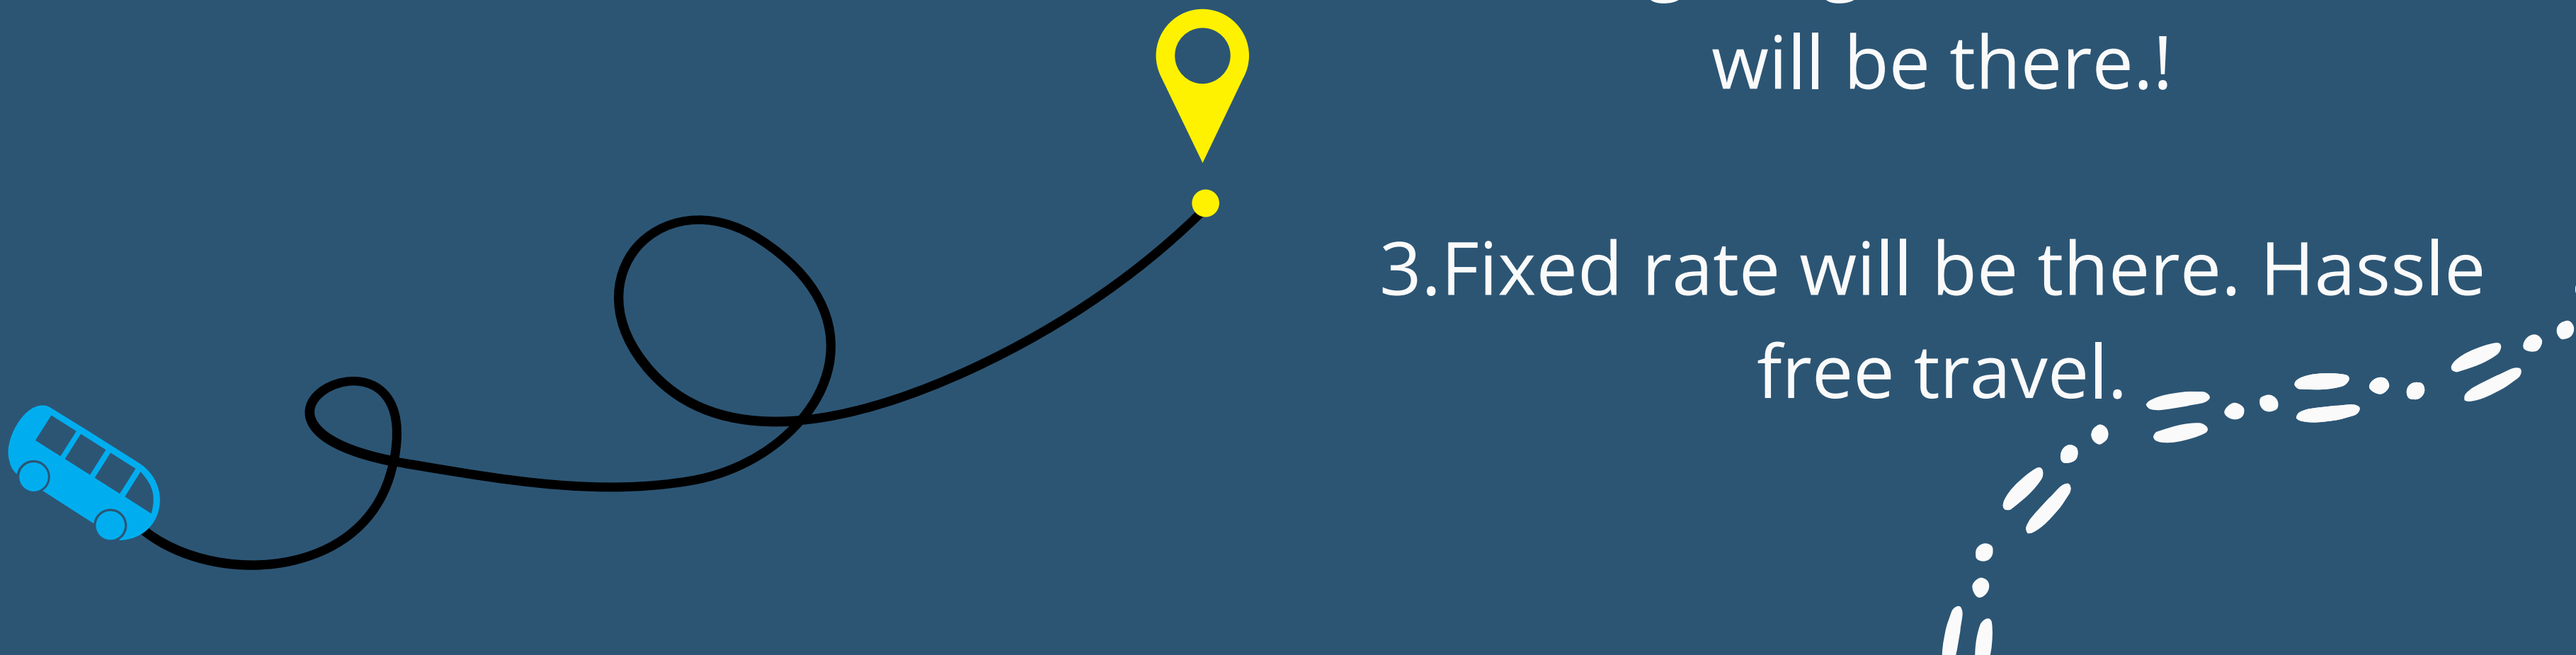 will be there.!
3.Fixed rate will be there. Hassle
free travel.